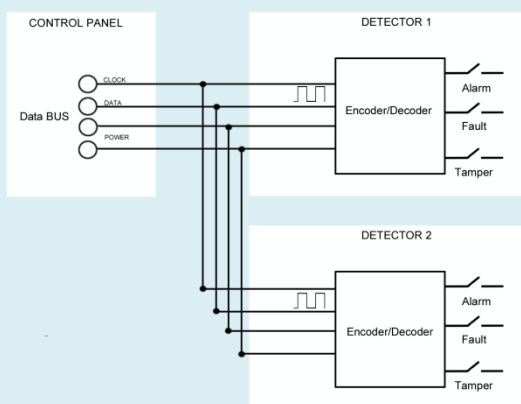 CONTROL PANEL
CLOCK
DATA
Data BUS
POWER
DETECTOR 1
Encoder/Decoder
Alarm
Fault
Tamper
DETECTOR 2
Encoder/Decoder
Alarm
Fault
Tamper